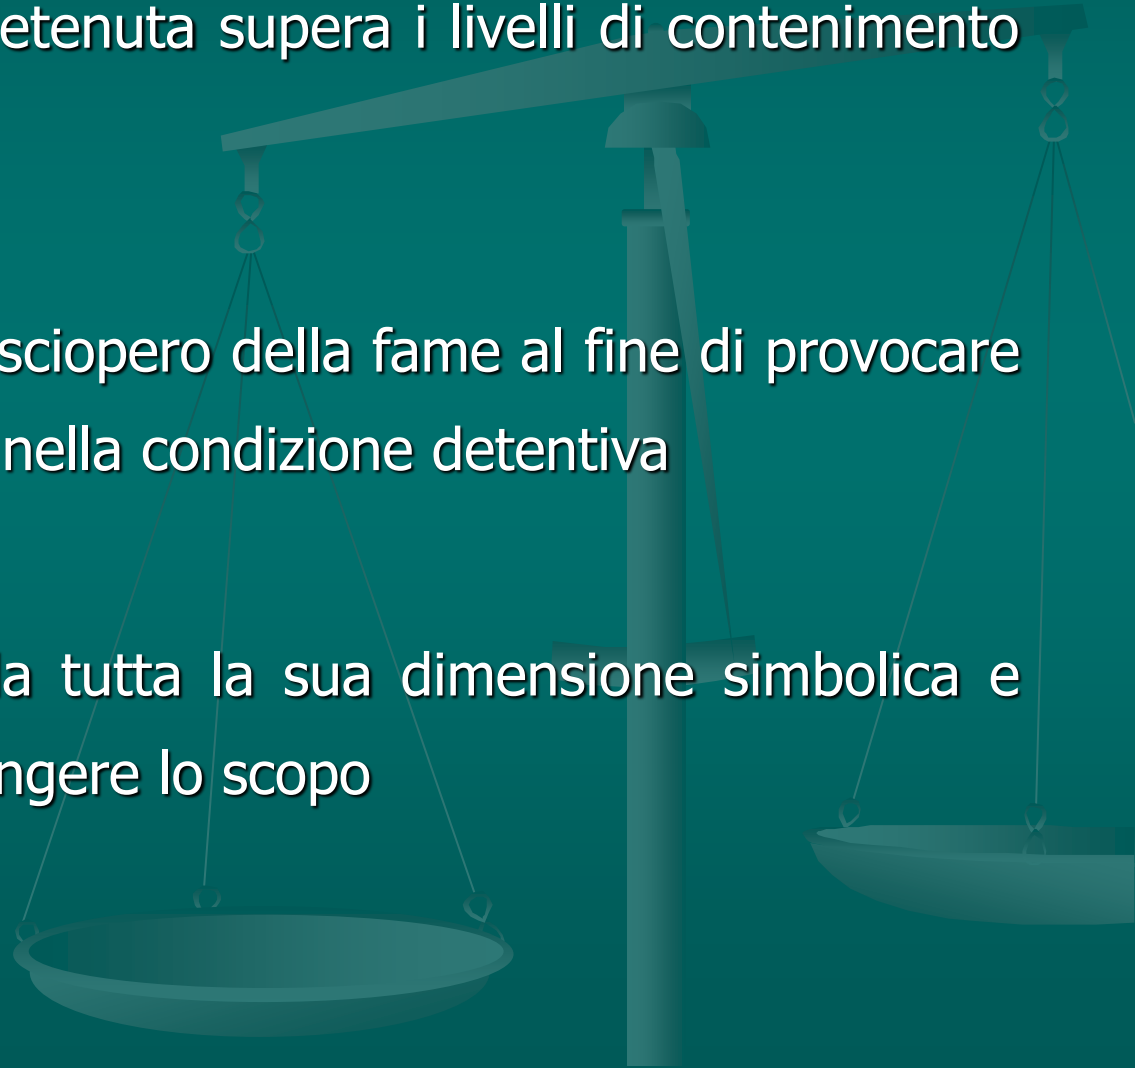 etenuta supera i livelli di contenimento
sciopero della fame al fine di provocare
nella condizione detentiva
tutta la sua dimensione simbolica e
ngere lo scopo